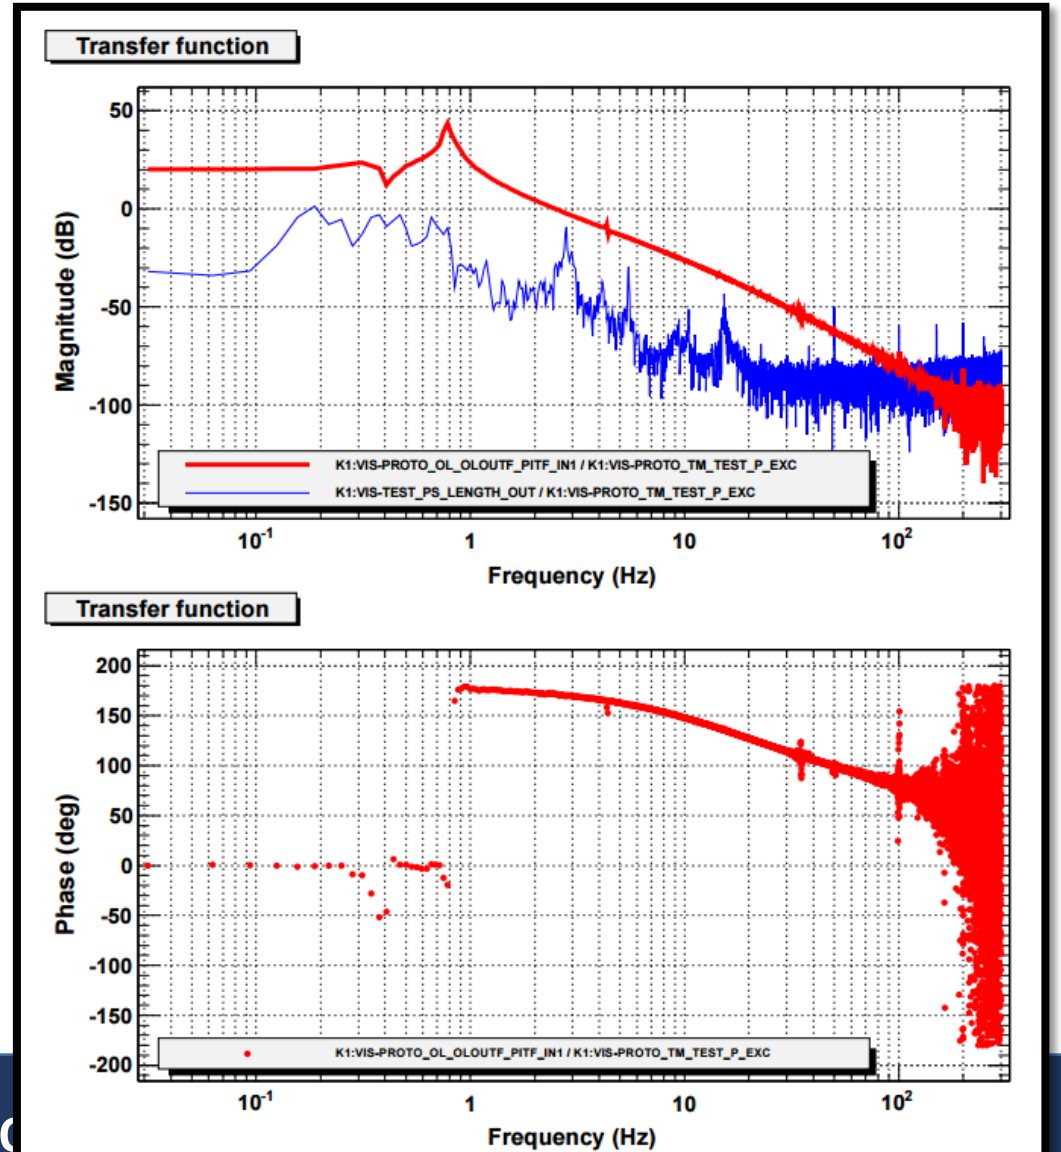 Transfer function
50
0
-50
-100
-150
Magnitude (dB)
K1:VIS-PROTO_OL_OLOUTF_PITF_IN1 / K1:VIS-PROTO_TM_TEST_P_EXC
K1:VIS-TEST_PS_LENGTH_OUT / K1:VIS-PROTO_TM_TEST_P_EXC
10⁻¹ 1 10 10²
Frequency (Hz)
Transfer function
200
150
100
50
0
-50
-100
-150
-200
Phase (deg)
K1:VIS-PROTO_OL_OLOUTF_PITF_IN1 / K1:VIS-PROTO_TM_TEST_P_EXC
10⁻¹ 1 10 10²
Frequency (Hz)